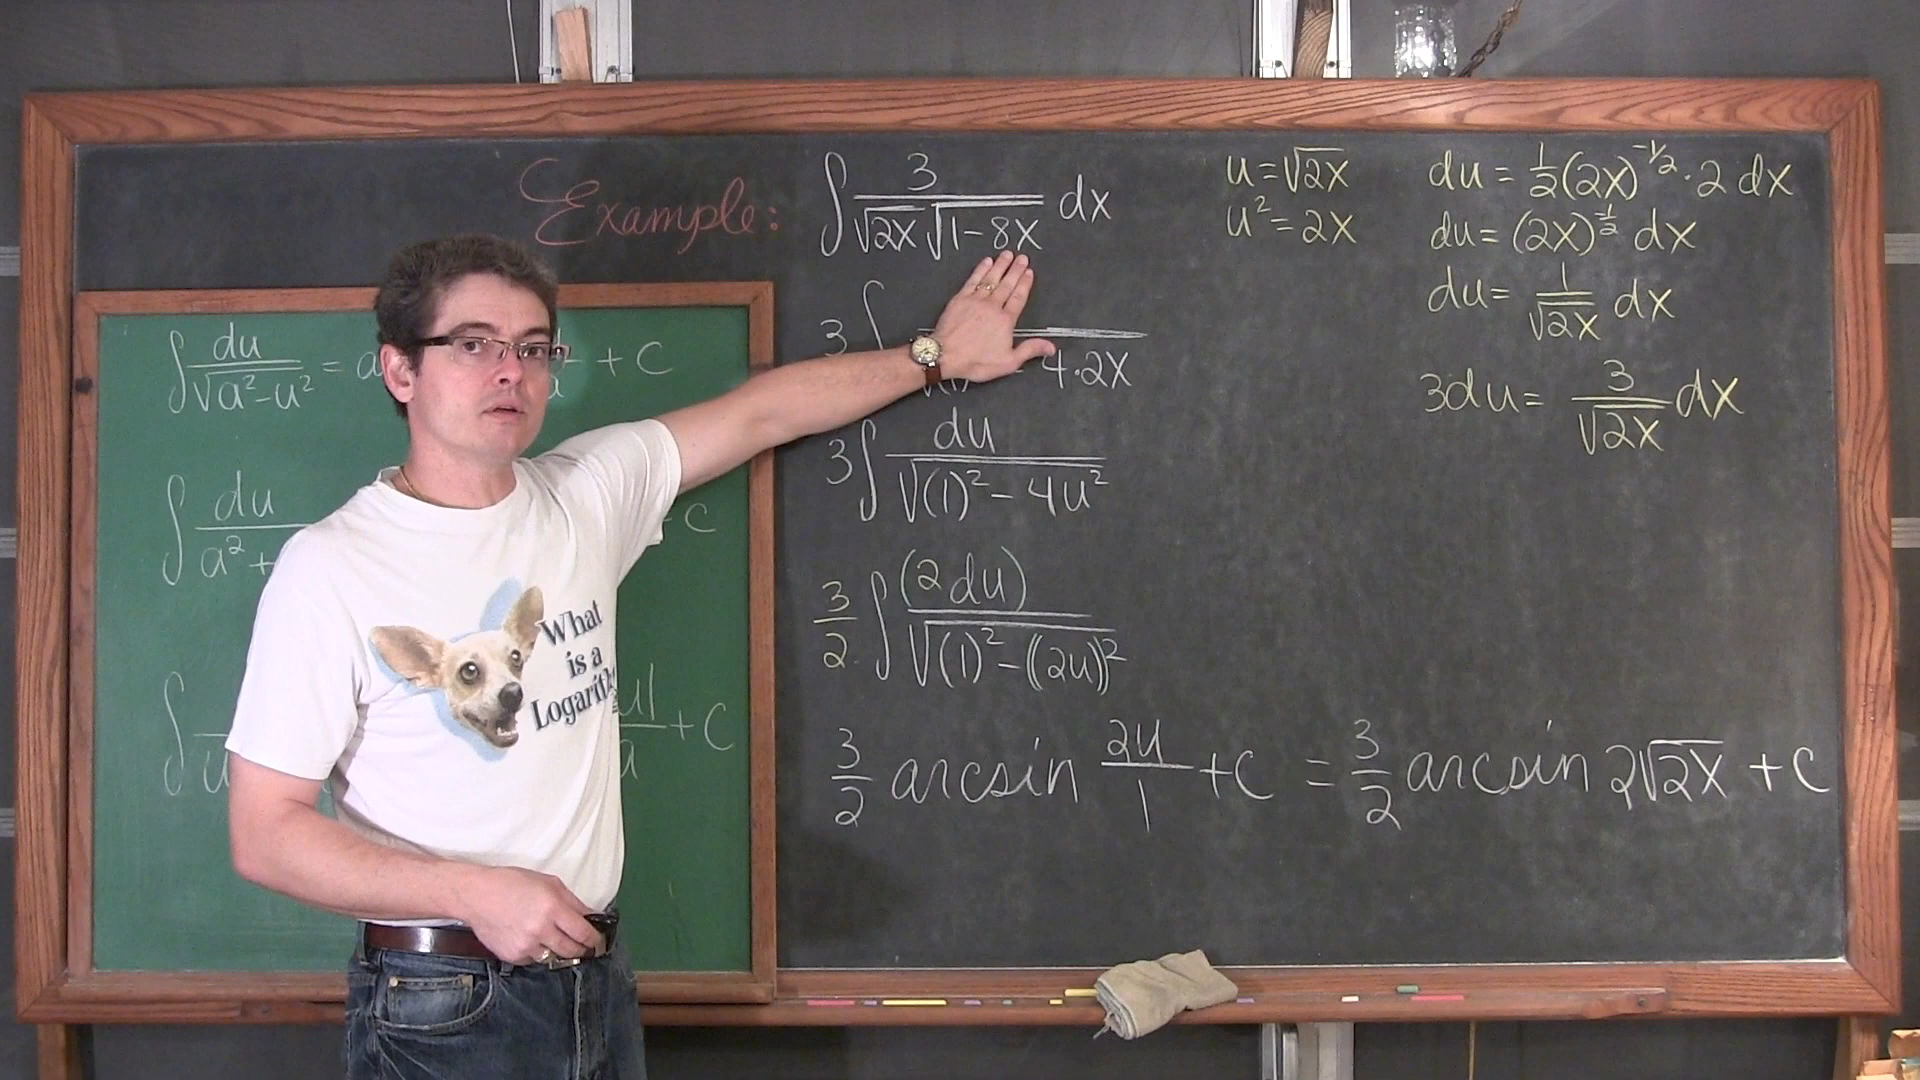 Example:
∫ 3/(√2x √1-8x) dx
3 ∫
4·2x
3 ∫ du/√((1)² - 4u²)
3/2 ∫ (2du)/√((1)² - (2u)²)
3/2 arcsin 2u/1 + c = 3/2 arcsin 2√2x + c
u = √2x
u² = 2x
du = 1/2 (2x)^-1/2 · 2 dx
du = (2x)^-1/2 dx
du = 1/√2x dx
3du = 3/√2x dx
∫ du/√(a² - u²) = a + c
∫ du/a² + + c
∫ u |u|/a + c
What
is a